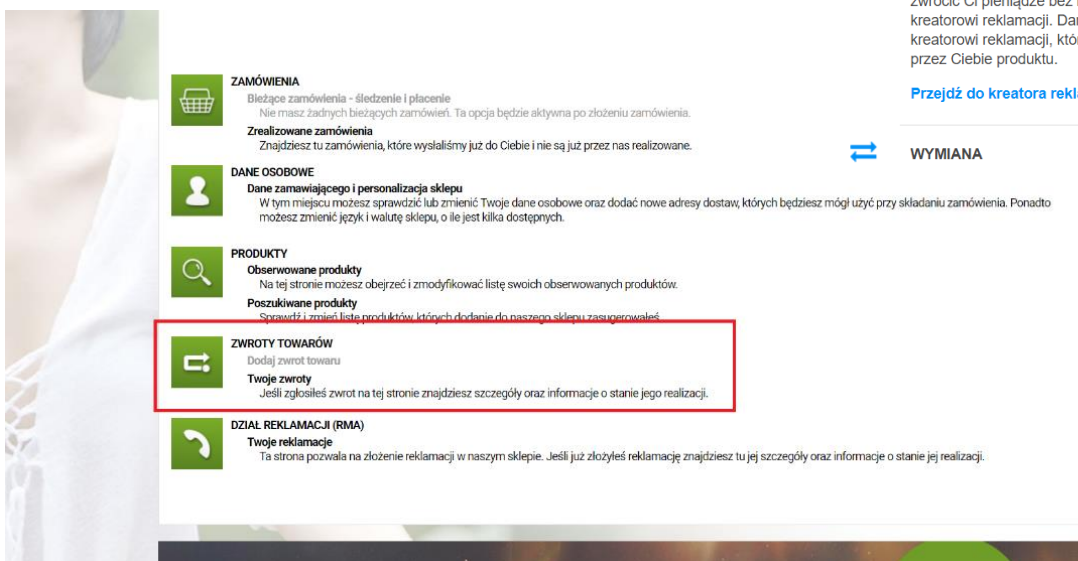 zwrócić Ci pieniądze bez
kreatorowi reklamacji.
kreatorowi reklamacji,
przez Ciebie produktu.
Przejdź do kreatora
WYMIANA
ZAMÓWIENIA
Bieżące zamówienia - śledzenie i płacenie
Nie masz żadnych bieżących zamówień. Ta opcja będzie aktywna po złożeniu zamówienia.
Zrealizowane zamówienia
Znajdziesz tu zamówienia, które wysłaliśmy już do Ciebie i nie są już przez nas realizowane.
DANE OSOBOWE
Dane zamawiającego i personalizacja sklepu
W tym miejscu możesz sprawdzić lub zmienić Twoje dane osobowe oraz dodać nowe adresy dostaw, których będziesz mógł użyć przy składaniu zamówienia. Ponadto
możesz zmienić język i walutę sklepu, o ile jest kilka dostępnych.
PRODUKTY
Obserwowane produkty
Na tej stronie możesz obejrzeć i zmodyfikować listę swoich obserwowanych produktów.
Poszukiwane produkty
Sprawdź i zmień listę produktów, których dodanie do naszego sklepu zasugerowałeś.
ZWROTY TOWARÓW
Dodaj zwrot towaru
Twoje zwroty
Jeśli zgłosiłeś zwrot na tej stronie znajdziesz szczegóły oraz informacje o stanie jego realizacji.
DZIAŁ REKLAMACJI (RMA)
Twoje reklamacje
Ta strona pozwala na złożenie reklamacji w naszym sklepie. Jeśli już złożyłeś reklamację znajdziesz tu jej szczegóły oraz informacje o stanie jej realizacji.